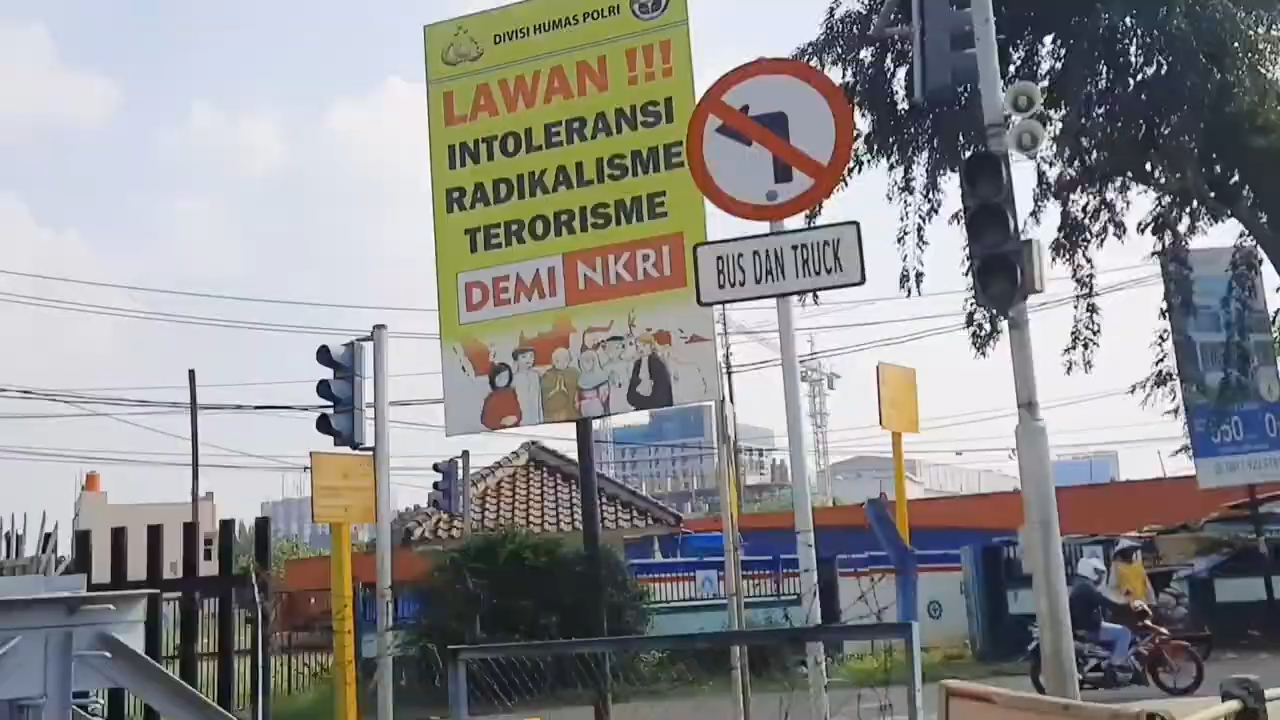 DIVISI HUMAS POLRI
LAWAN !!!
INTOLERANSI
RADIKALISME
TERORISME
DEMI NKRI
BUS DAN TRUCK